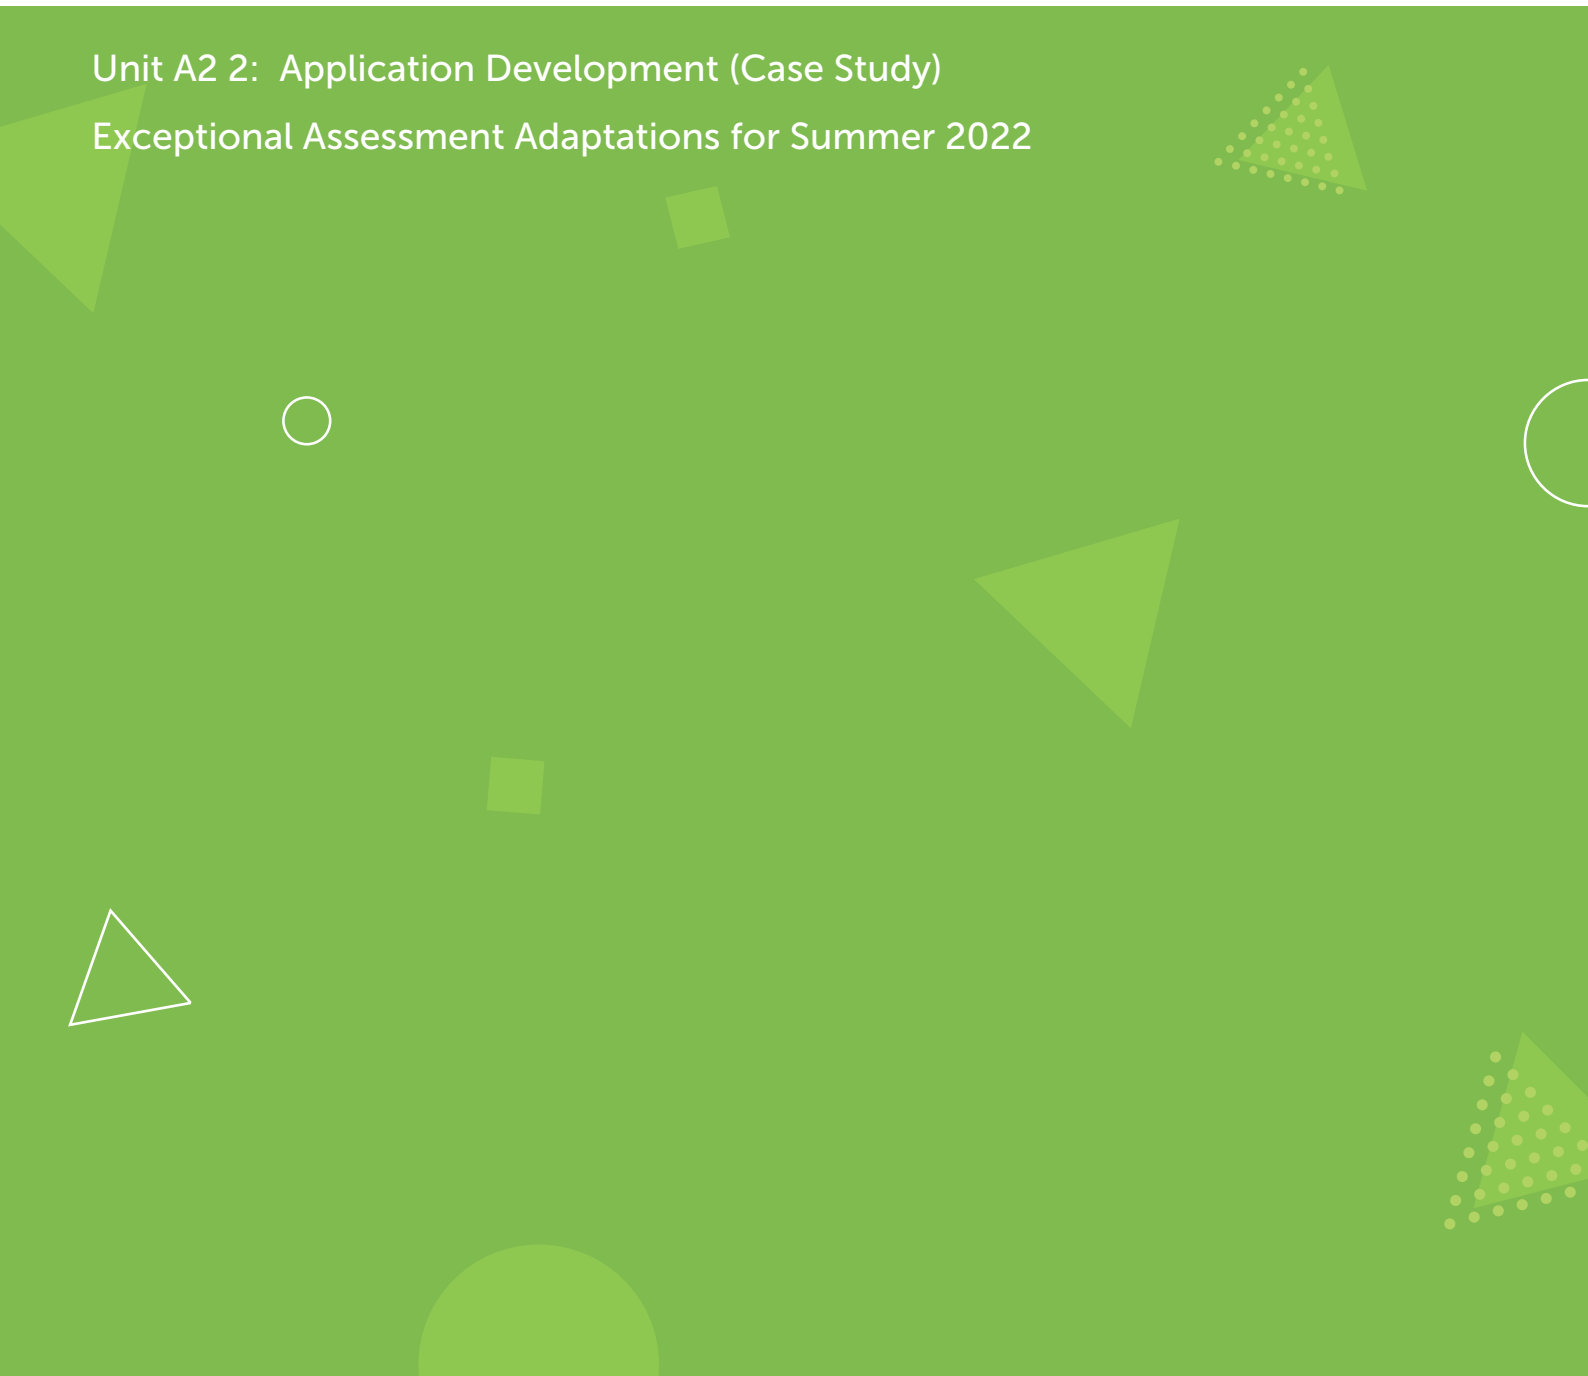 Unit A2 2: Application Development (Case Study)
Exceptional Assessment Adaptations for Summer 2022